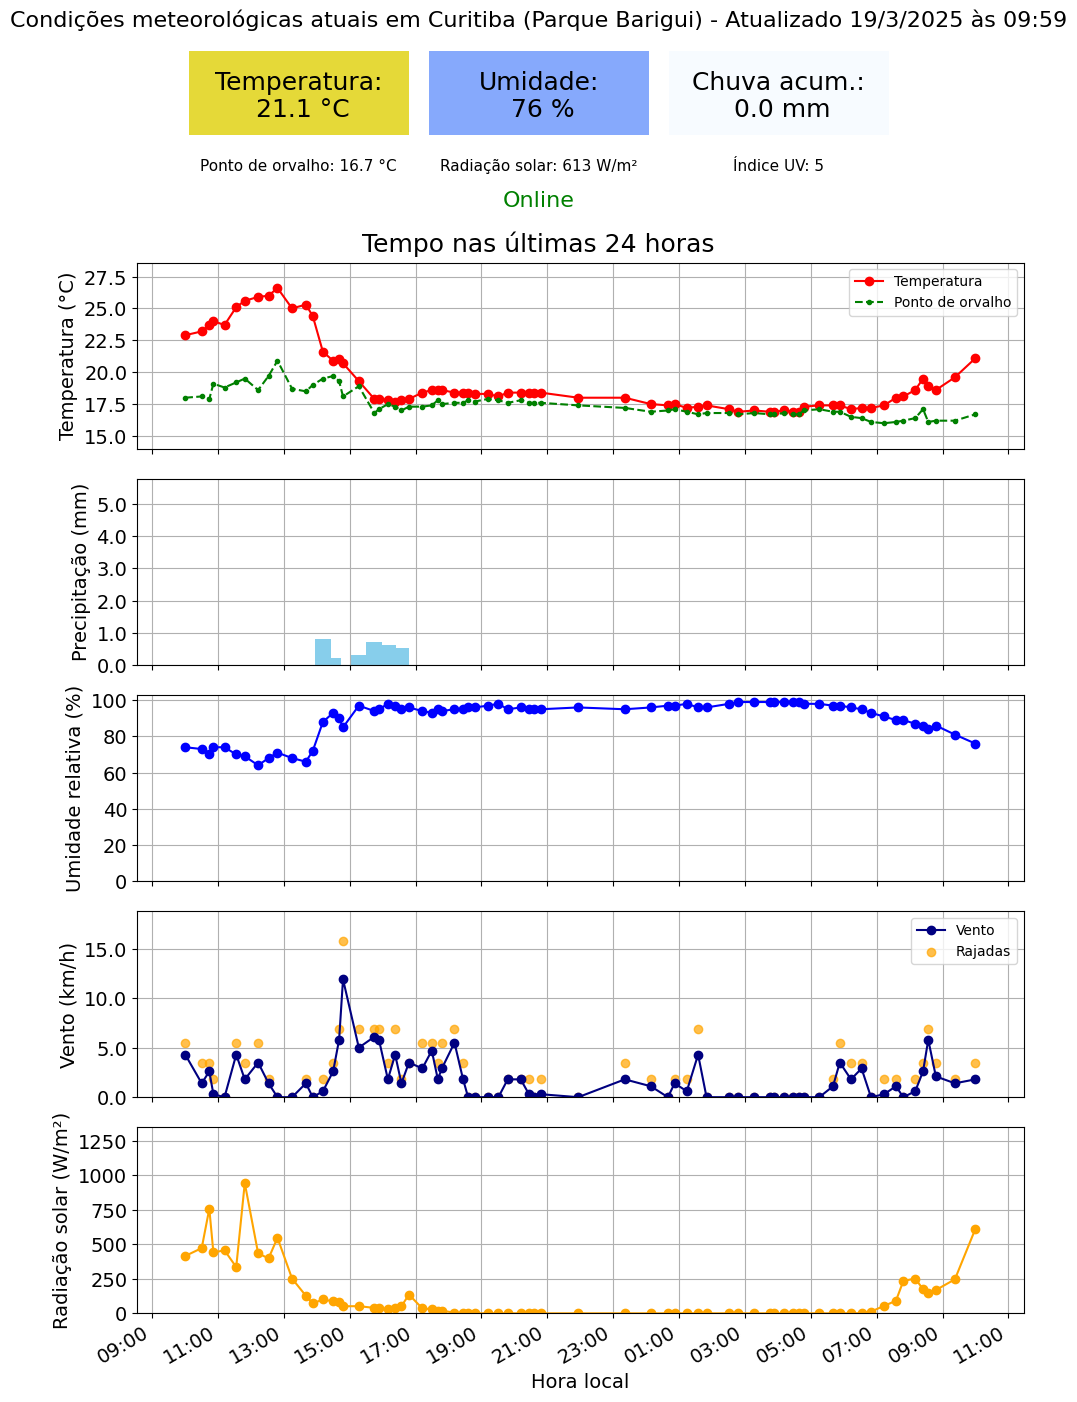 Condições meteorológicas atuais em Curitiba (Parque Barigui) - Atualizado 19/3/2025 às 09:59
Temperatura:
21.1 °C
Umidade:
76 %
Chuva acum.:
0.0 mm
Ponto de orvalho: 16.7 °C
Radiação solar: 613 W/m²
Índice UV: 5
Online
Tempo nas últimas 24 horas
Temperatura (°C)
27.5
25.0
22.5
20.0
17.5
15.0
Temperatura
Ponto de orvalho
Precipitação (mm)
5.0
4.0
3.0
2.0
1.0
0.0
Umidade relativa (%)
100
80
60
40
20
0
Vento (km/h)
15.0
10.0
5.0
0.0
Vento
Rajadas
Radiação solar (W/m²)
1250
1000
750
500
250
0
09:00
11:00
13:00
15:00
17:00
19:00
21:00
23:00
01:00
03:00
05:00
07:00
09:00
11:00
Hora local